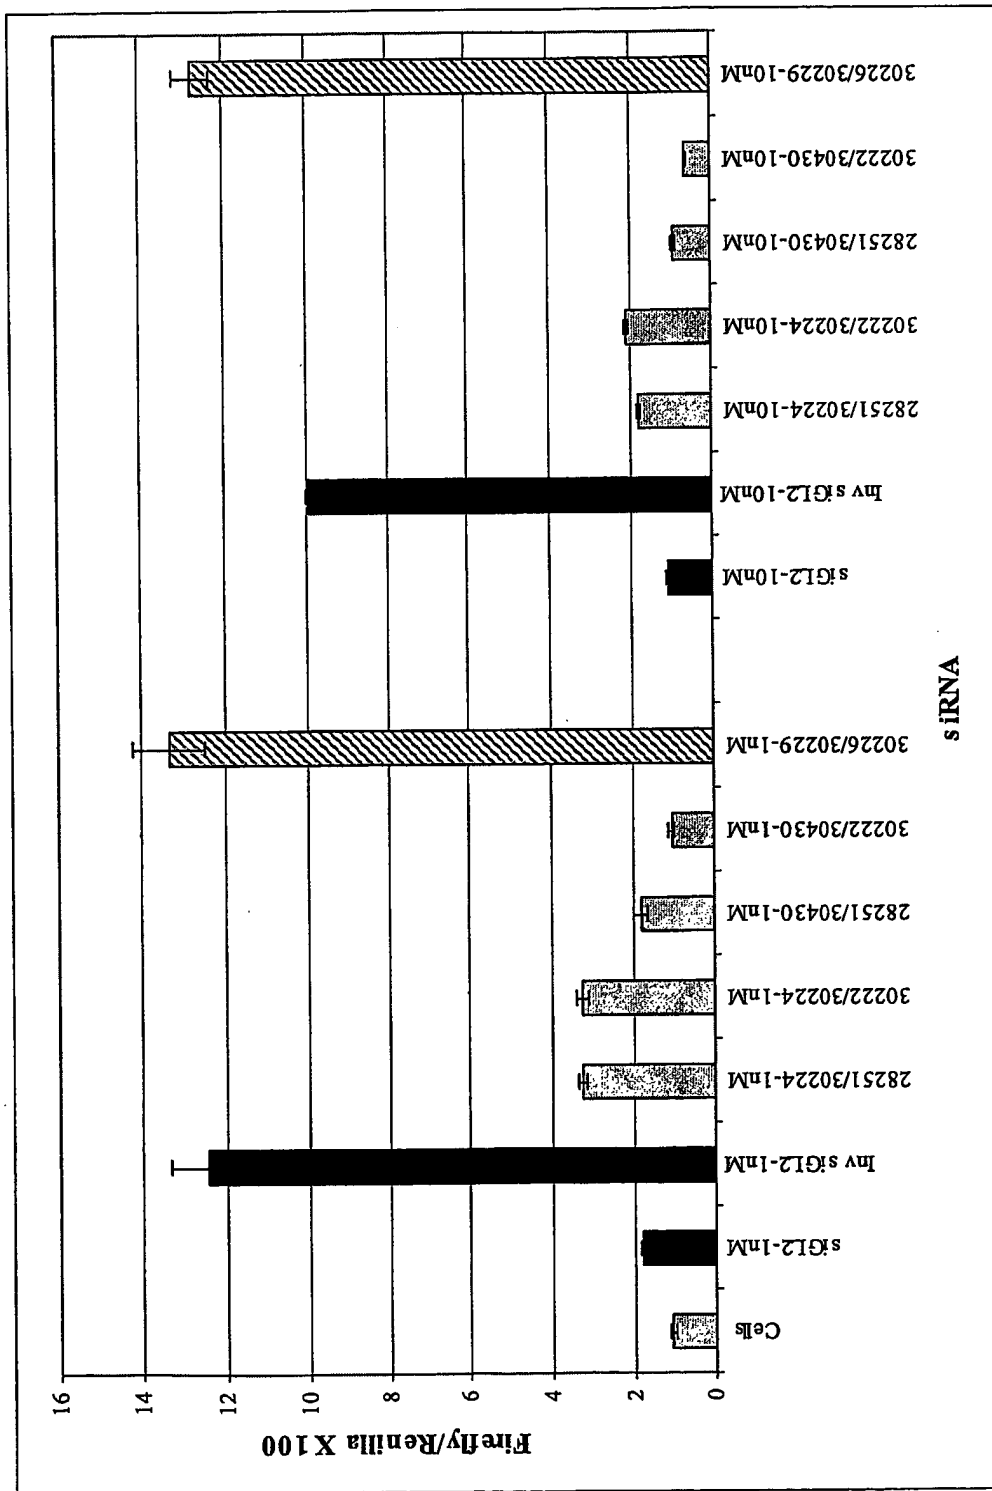 Firefly/Renilla X 100
16
14
12
10
8
6
4
2
0
Cells
siGL2-1nM
Inv siGL2-1nM
28251/30224-1nM
30222/30224-1nM
28251/30430-1nM
30222/30430-1nM
30226/30229-1nM
siGL2-10nM
Inv siGL2-10nM
28251/30224-10nM
30222/30224-10nM
28251/30430-10nM
30222/30430-10nM
30226/30229-10nM
siRNA